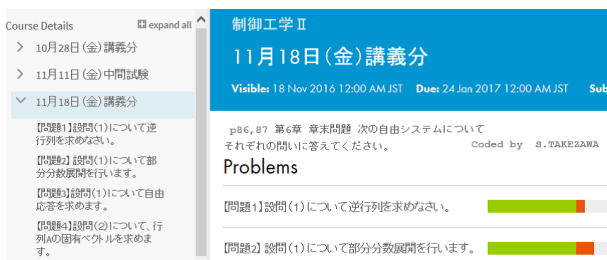 Course Details
expand all
10月28日(金)講義分
11月11日(金)中間試験
11月18日(金)講義分
【問題1】設問(1)について逆
行列を求めなさい。
【問題2】設問(1)について部
分分数展開を行います。
【問題3】設問(1)について自由
応答を求めます。
【問題4】設問(2)について、行
列Aの固有ベクトルを求めま
す。
制御工学Ⅱ
11月18日(金)講義分
Visible: 18 Nov 2016 12:00 AM JST Due: 24 Jan 2017 12:00 AM JST Sub
p86,87 第6章 章末問題 次の自由システムについて
それぞれの問いに答えてください。 Coded by S.TAKEZAWA
Problems
【問題1】設問(1)について逆行列を求めなさい。
【問題2】設問(1)について部分分数展開を行います。